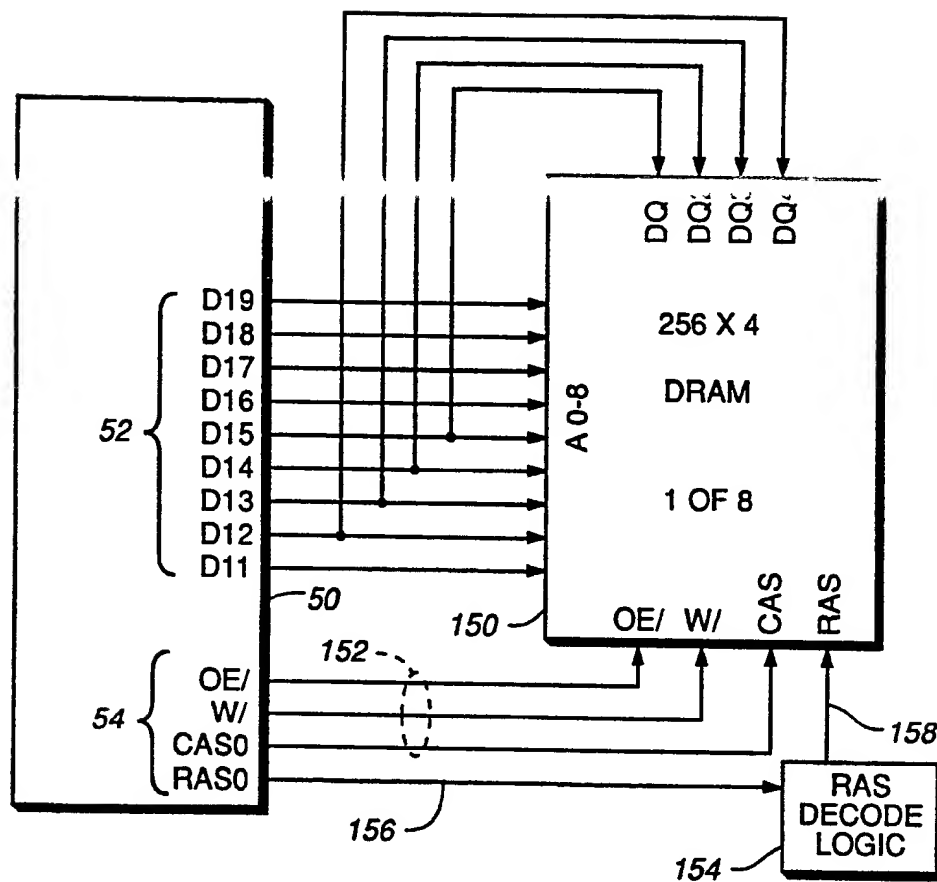 DQ
DQ
DQ
DQ
D19
D18
D17
D16
D15
D14
D13
D12
D11
52
A 0-8
256 X 4
DRAM
1 OF 8
50
150
OE/
W/
CAS
RAS
152
54
OE/
W/
CAS0
RAS0
156
158
RAS
DECODE
LOGIC
154